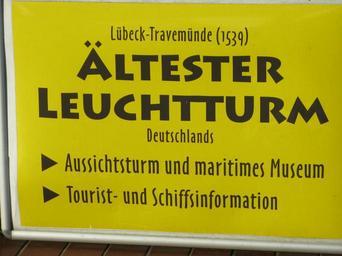 Lübeck-Travemünde (1539)
ÄLTESTER
LEUCHTTURM
Deutschlands
► Aussichtsturm und maritimes Museum
► Tourist- und Schiffsinformation